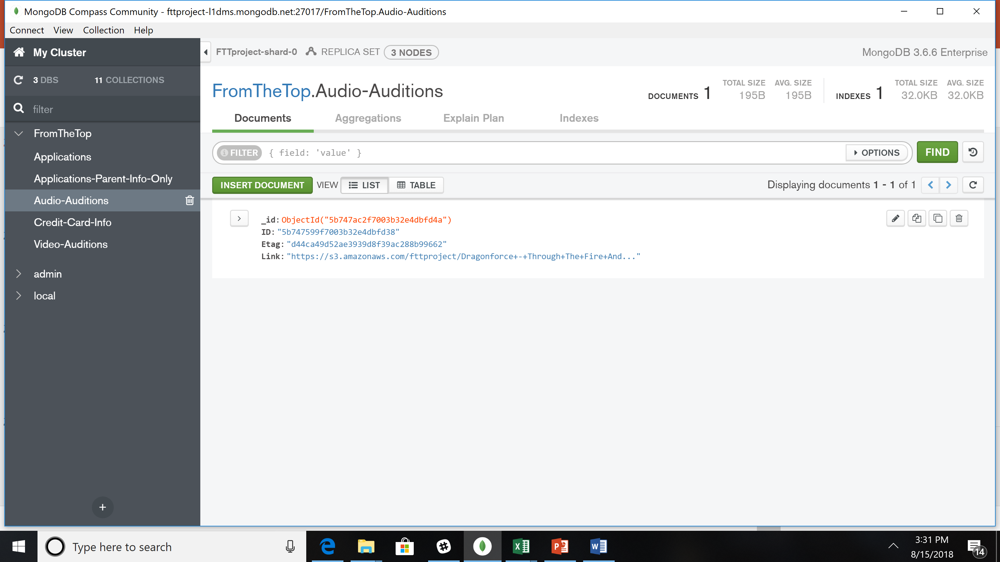 MongoDB Compass Community - fttproject-l1dms.mongodb.net:27017/FromTheTop.Audio-Auditions
Connect View Collection Help
My Cluster
FTTproject-shard-0 REPLICA SET 3 NODES
MongoDB 3.6.6 Enterprise
3 DBS 11 COLLECTIONS
filter
FromTheTop
Applications
Applications-Parent-Info-Only
Audio-Auditions
Credit-Card-Info
Video-Auditions
admin
local
+
FromTheTop.Audio-Auditions
DOCUMENTS 1 TOTAL SIZE 195B AVG. SIZE 195B
INDEXES 1 TOTAL SIZE 32.0KB AVG. SIZE 32.0KB
Documents Aggregations Explain Plan Indexes
FILTER { field: 'value' } OPTIONS FIND
INSERT DOCUMENT VIEW LIST TABLE
Displaying documents 1 - 1 of 1
_id: ObjectId("5b747ac2f7003b32e4dbfd4a")
ID: "5b747599f7003b32e4dbfd38"
Etag: "d44ca49d52ae3939d8f39ac288b99662"
Link: "https://s3.amazonaws.com/fttproject/Dragonforce+-+Through+The+Fire+And..."
Type here to search
3:31 PM
8/15/2018
14